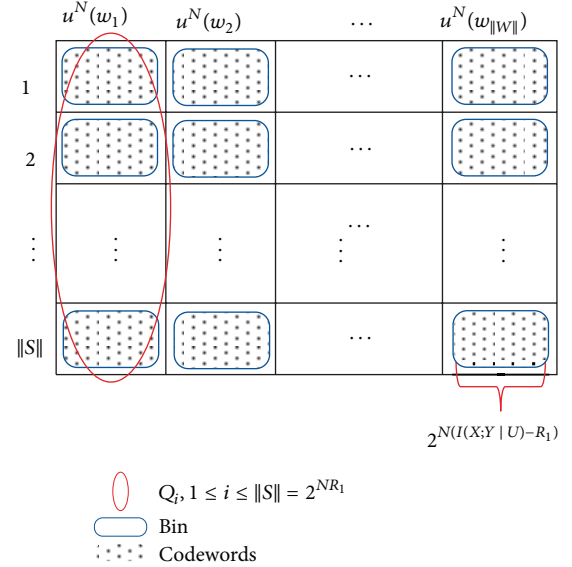 u^N(w_1) u^N(w_2) ⋯ u^N(w_{‖W‖})
1 ⋯
2 ⋯
⋮ ⋮ ⋮ ⋯ ⋮ ⋮
‖S‖ ⋯
2^{N(I(X;Y | U)−R_1)}
Q_i, 1 ≤ i ≤ ‖S‖ = 2^{NR_1}
Bin
Codewords